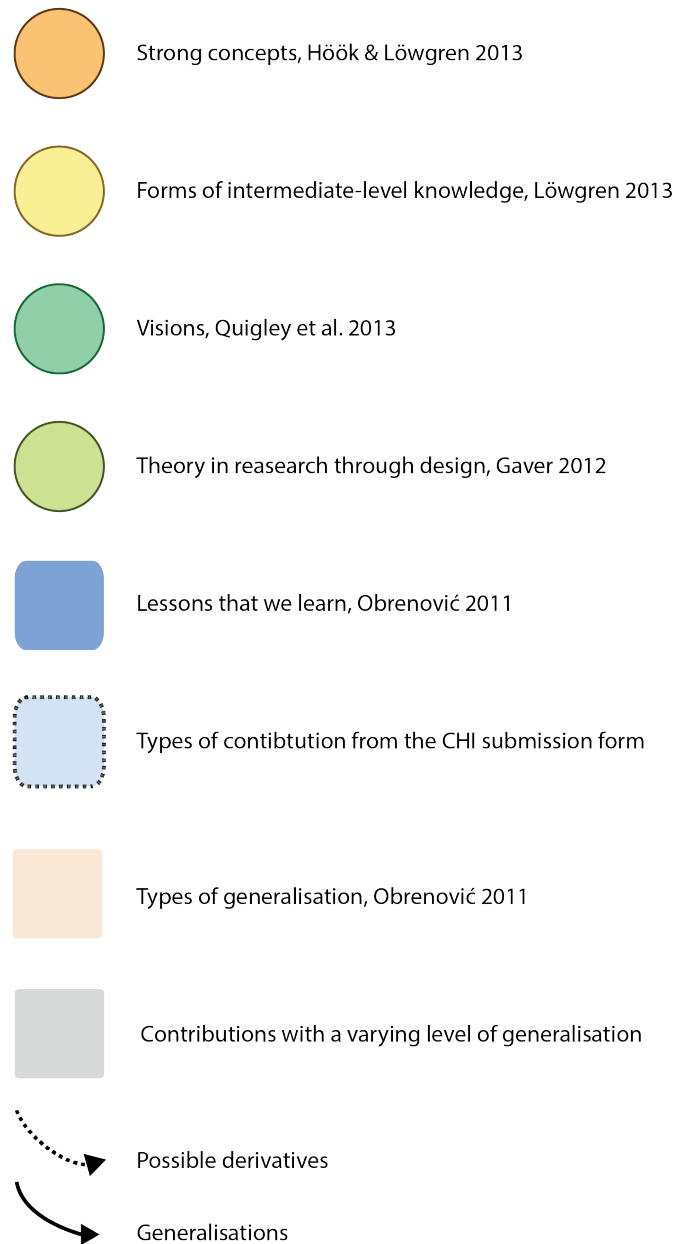 Strong concepts, Höök & Löwgren 2013
Forms of intermediate-level knowledge, Löwgren 2013
Visions, Quigley et al. 2013
Theory in reasearch through design, Gaver 2012
Lessons that we learn, Obrenović 2011
Types of contibtution from the CHI submission form
Types of generalisation, Obrenović 2011
Contributions with a varying level of generalisation
Possible derivatives
Generalisations